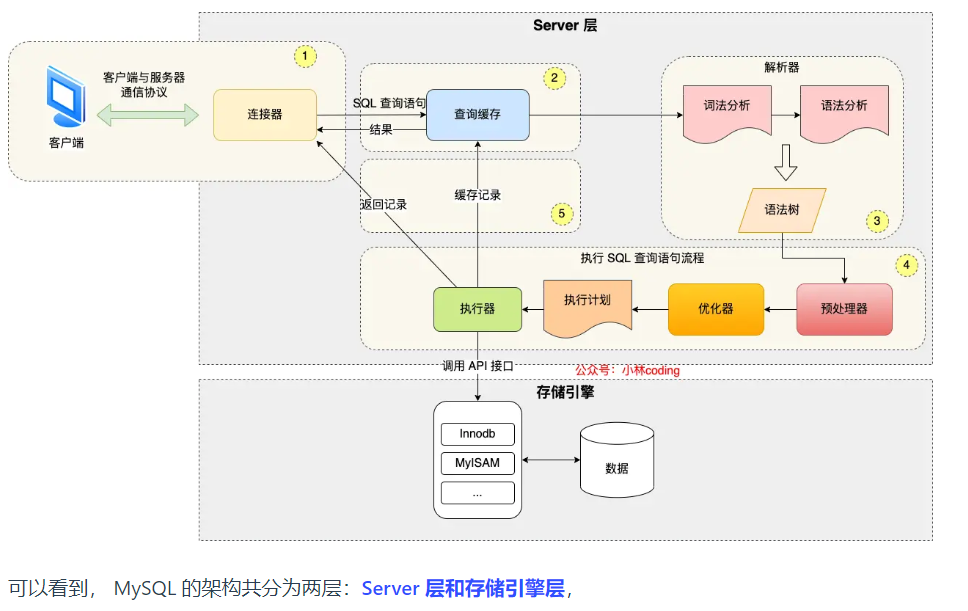 Server 层
1
客户端与服务器
通信协议
客户端
连接器
SQL 查询语句
结果
2
查询缓存
解析器
词法分析
语法分析
语法树
3
返回记录
缓存记录
5
执行 SQL 查询语句流程
4
执行器
执行计划
优化器
预处理器
调用 API 接口
公众号：小林coding
存储引擎
Innodb
MyISAM
...
数据
可以看到， MySQL 的架构共分为两层：Server 层和存储引擎层，